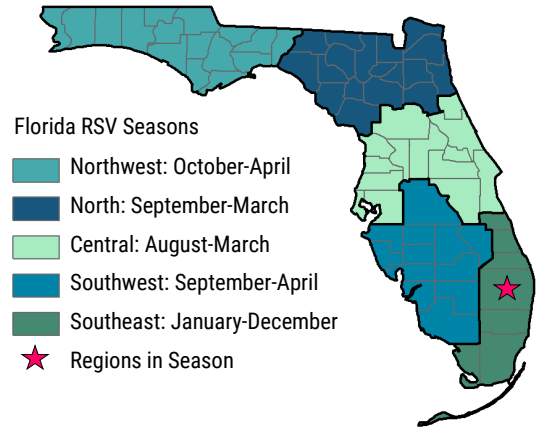 Florida RSV Seasons
Northwest: October-April
North: September-March
Central: August-March
Southwest: September-April
Southeast: January-December
Regions in Season